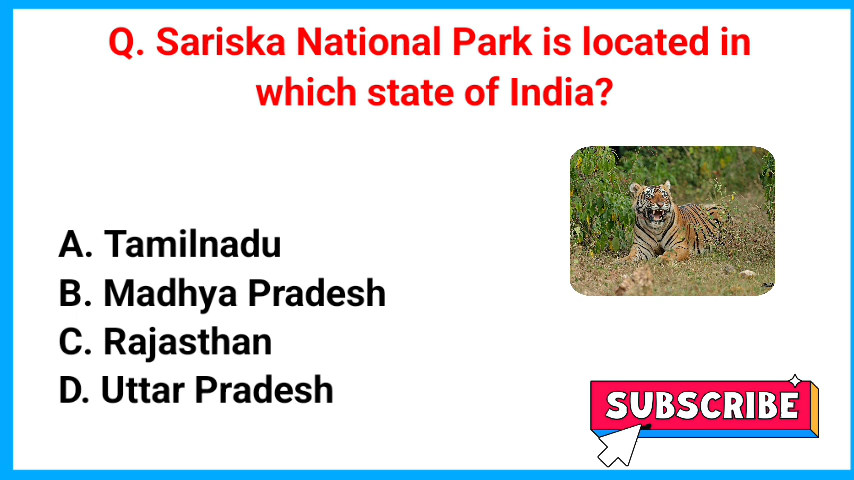 Q. Sariska National Park is located in
which state of India?
A. Tamilnadu
B. Madhya Pradesh
C. Rajasthan
D. Uttar Pradesh
SUBSCRIBE